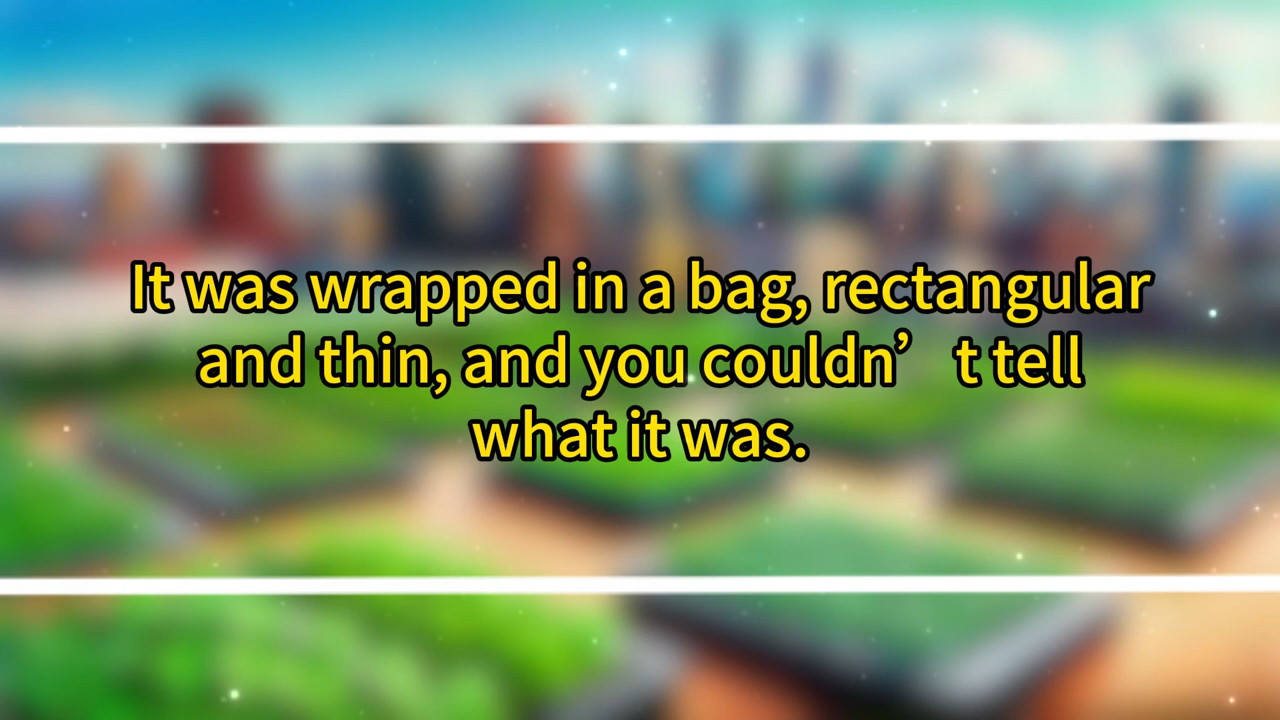 It was wrapped in a bag, rectangular
and thin, and you couldn’ t tell
what it was.